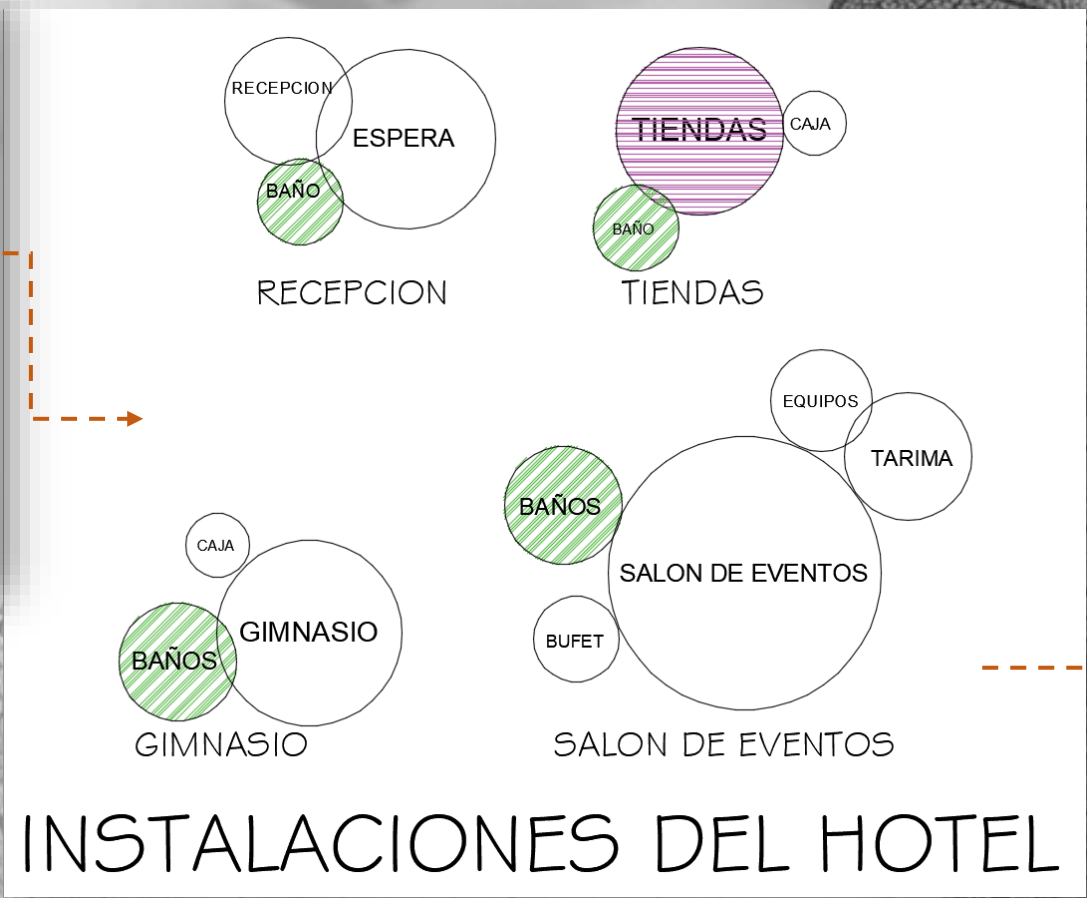 RECEPCION
ESPERA
BAÑO
RECEPCION
TIENDAS
CAJA
BAÑO
TIENDAS
CAJA
GIMNASIO
BAÑOS
GIMNASIO
EQUIPOS
TARIMA
BAÑOS
SALON DE EVENTOS
BUFET
SALON DE EVENTOS
INSTALACIONES DEL HOTEL